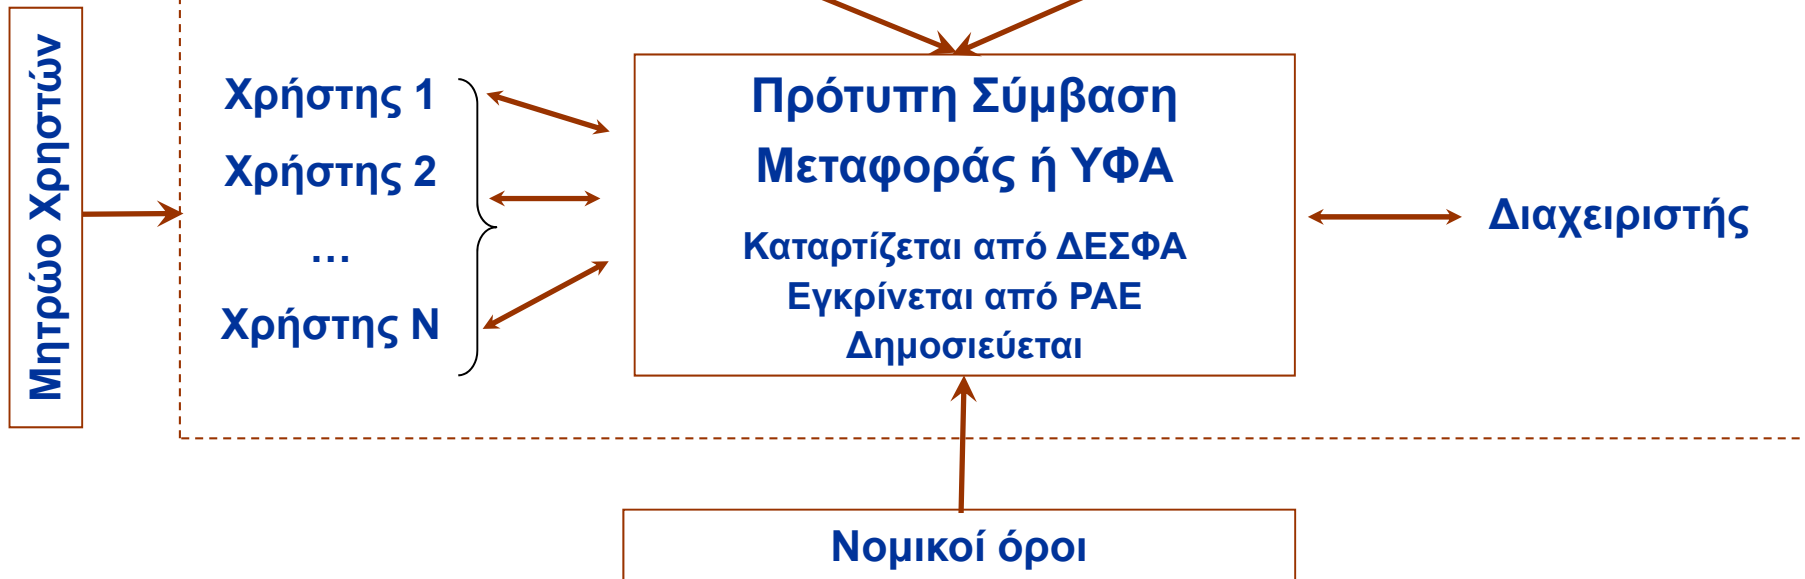 Μητρώο Χρηστών
Χρήστης 1
Χρήστης 2
...
Χρήστης Ν
Πρότυπη Σύμβαση
Μεταφοράς ή ΥΦΑ
Καταρτίζεται από ΔΕΣΦΑ
Εγκρίνεται από ΡΑΕ
Δημοσιεύεται
Διαχειριστής
Νομικοί όροι